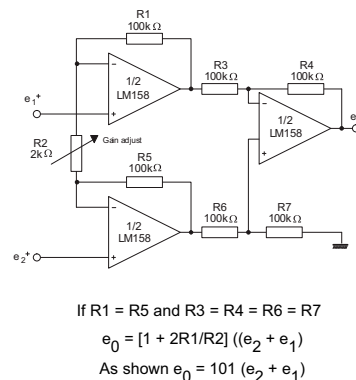 R1
100kΩ
1/2
LM158
R3
100kΩ
R4
100kΩ
e1+
R2
2kΩ
Gain adjust
1/2
LM158
e
R5
100kΩ
1/2
LM158
R6
100kΩ
R7
100kΩ
e2+
If R1 = R5 and R3 = R4 = R6 = R7
e0 = [1 + 2R1/R2] ((e2 + e1)
As shown e0 = 101 (e2 + e1)